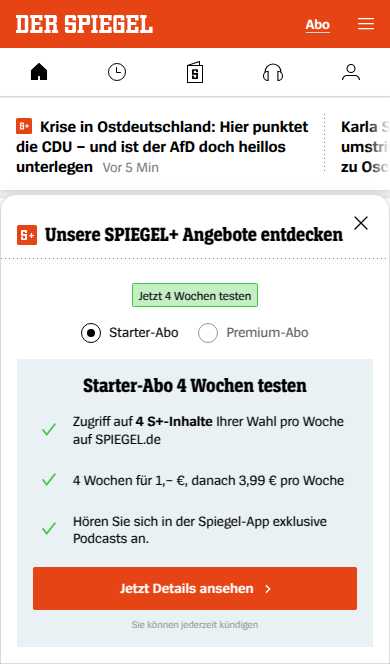 DER SPIEGEL
Abo
S+ Krise in Ostdeutschland: Hier punktet
die CDU – und ist der AfD doch heillos
unterlegen Vor 5 Min
Karla S
umstri
zu Osc
S+ Unsere SPIEGEL+ Angebote entdecken
Jetzt 4 Wochen testen
Starter-Abo
Premium-Abo
Starter-Abo 4 Wochen testen
Zugriff auf 4 S+-Inhalte Ihrer Wahl pro Woche
auf SPIEGEL.de
4 Wochen für 1,– €, danach 3,99 € pro Woche
Hören Sie sich in der Spiegel-App exklusive
Podcasts an.
Jetzt Details ansehen
Sie können jederzeit kündigen